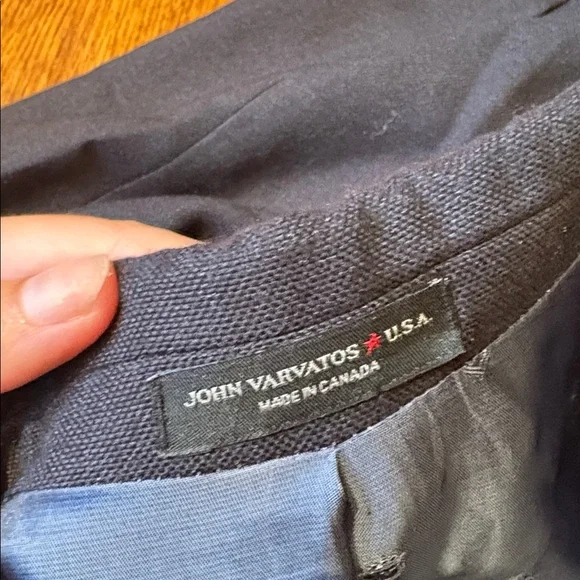 JOHN VARVATOS ★ U.S.A.
MADE IN CANADA